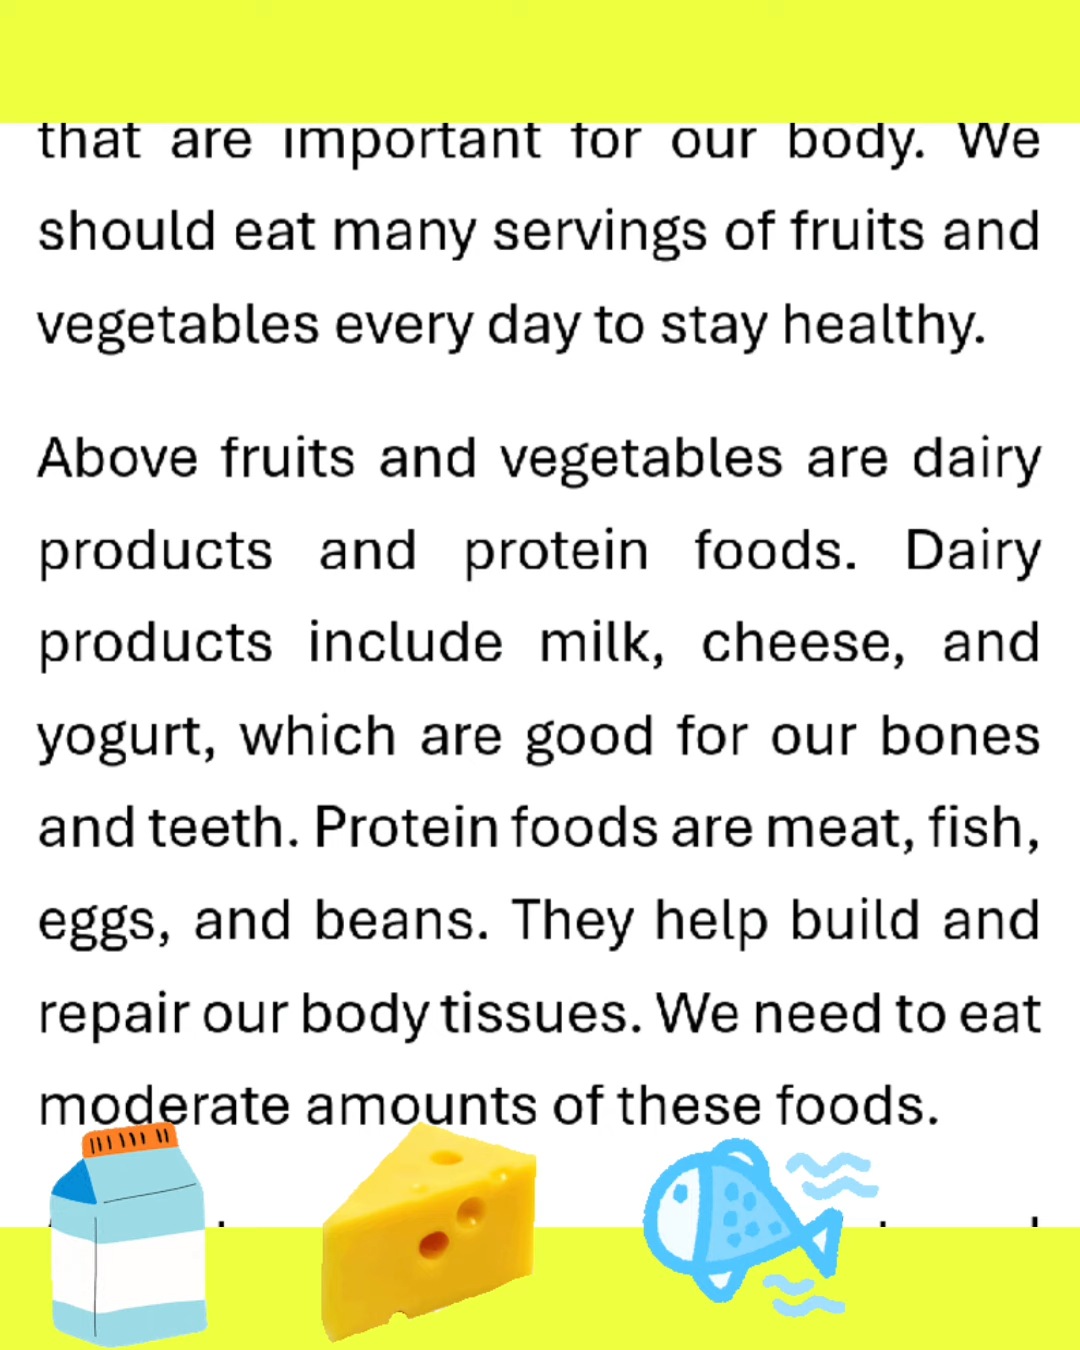 that are important for our body. We
should eat many servings of fruits and
vegetables every day to stay healthy.
Above fruits and vegetables are dairy
products and protein foods. Dairy
products include milk, cheese, and
yogurt, which are good for our bones
and teeth. Protein foods are meat, fish,
eggs, and beans. They help build and
repair our body tissues. We need to eat
moderate amounts of these foods.